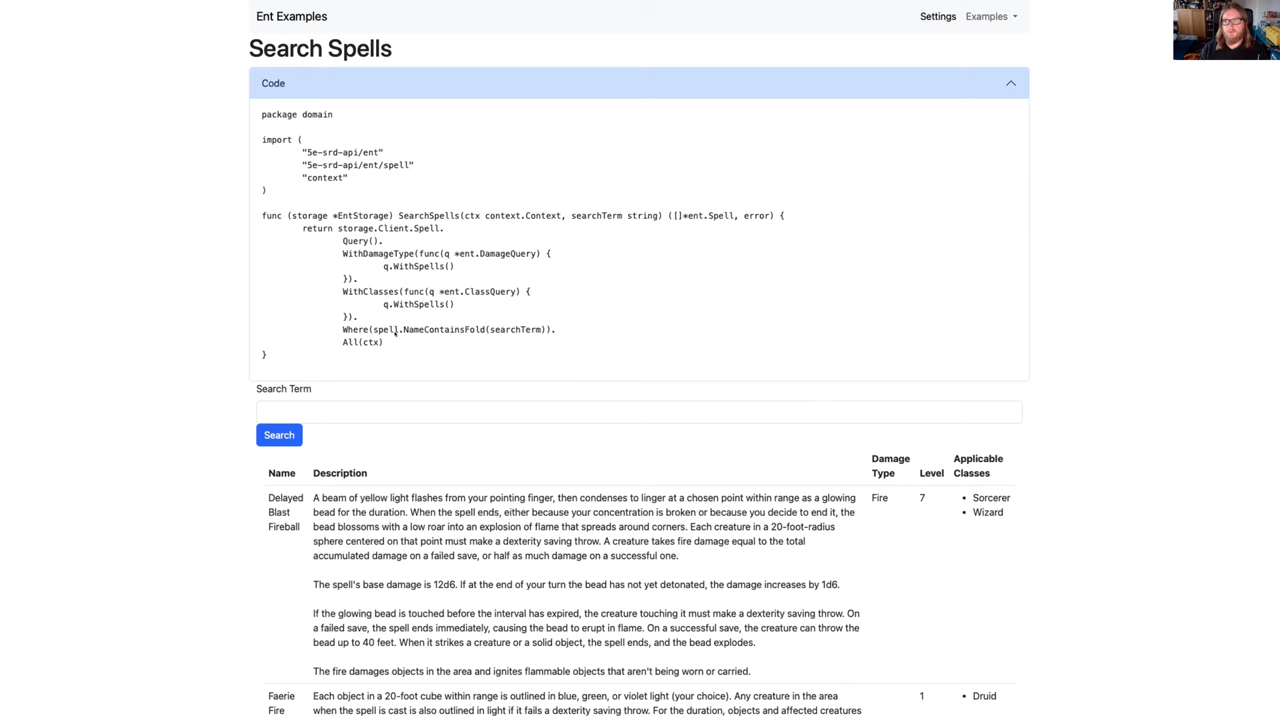 Ent Examples
Settings
Examples
Search Spells
Code
package domain
import (
"5e-srd-api/ent"
"5e-srd-api/ent/spell"
"context"
)
func (storage *EntStorage) SearchSpells(ctx context.Context, searchTerm string) ([]*ent.Spell, error) {
return storage.Client.Spell.
Query().
WithDamageType(func(q *ent.DamageQuery) {
q.WithSpells()
}).
WithClasses(func(q *ent.ClassQuery) {
q.WithSpells()
}).
Where(spell.NameContainsFold(searchTerm)).
All(ctx)
}
Search Term
Search
Name
Description
Damage
Type
Level
Applicable
Classes
Delayed
Blast
Fireball
A beam of yellow light flashes from your pointing finger, then condenses to linger at a chosen point within range as a glowing
bead for the duration. When the spell ends, either because your concentration is broken or because you decide to end it, the
bead blossoms with a low roar into an explosion of flame that spreads around corners. Each creature in a 20-foot-radius
sphere centered on that point must make a dexterity saving throw. A creature takes fire damage equal to the total
accumulated damage on a failed save, or half as much damage on a successful one.
The spell's base damage is 12d6. If at the end of your turn the bead has not yet detonated, the damage increases by 1d6.
If the glowing bead is touched before the interval has expired, the creature touching it must make a dexterity saving throw. On
a failed save, the spell ends immediately, causing the bead to erupt in flame. On a successful save, the creature can throw the
bead up to 40 feet. When it strikes a creature or a solid object, the spell ends, and the bead explodes.
The fire damages objects in the area and ignites flammable objects that aren't being worn or carried.
Fire
7
Sorcerer
Wizard
Faerie
Fire
Each object in a 20-foot cube within range is outlined in blue, green, or violet light (your choice). Any creature in the area
when the spell is cast is also outlined in light if it fails a dexterity saving throw. For the duration, objects and affected creatures
1
Druid